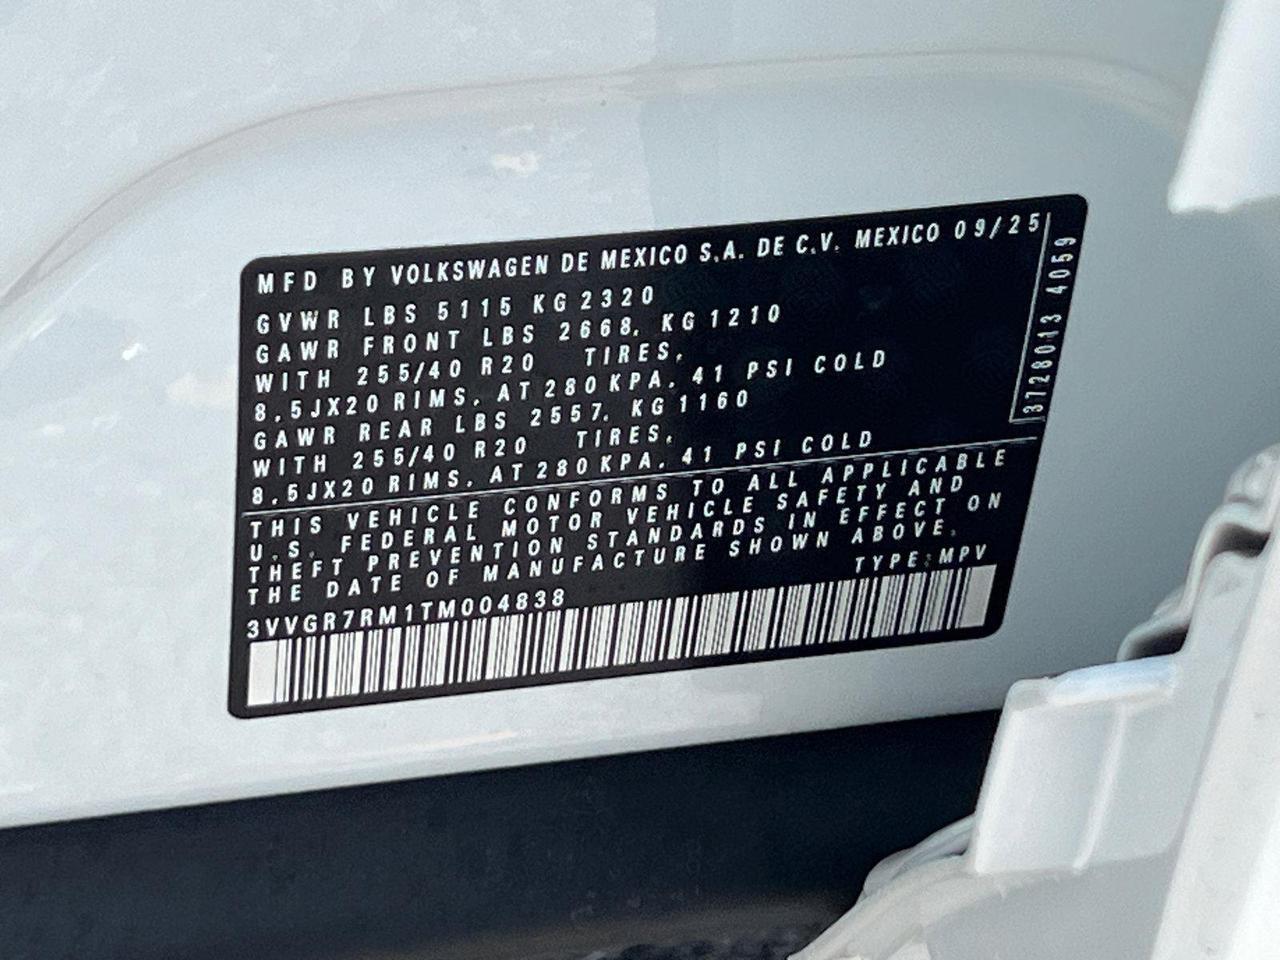 MFD BY VOLKSWAGEN DE MEXICO S.A. DE C.V. MEXICO 09/25
GVWR LBS 5115 KG 2320
GAWR FRONT LBS 2668, KG 1210
WITH 255/40 R20 TIRES,
8.5JX20 RIMS, AT 280 KPA, 41 PSI COLD
GAWR REAR LBS 2557, KG 1160
WITH 255/40 R20 TIRES,
8.5JX20 RIMS, AT 280 KPA, 41 PSI COLD
THIS VEHICLE CONFORMS TO ALL APPLICABLE
U.S. FEDERAL MOTOR VEHICLE SAFETY AND
THEFT PREVENTION STANDARDS IN EFFECT ON
THE DATE OF MANUFACTURE SHOWN ABOVE.
TYPE:MPV
3VVGR7RM1TM004838
3728013 4059